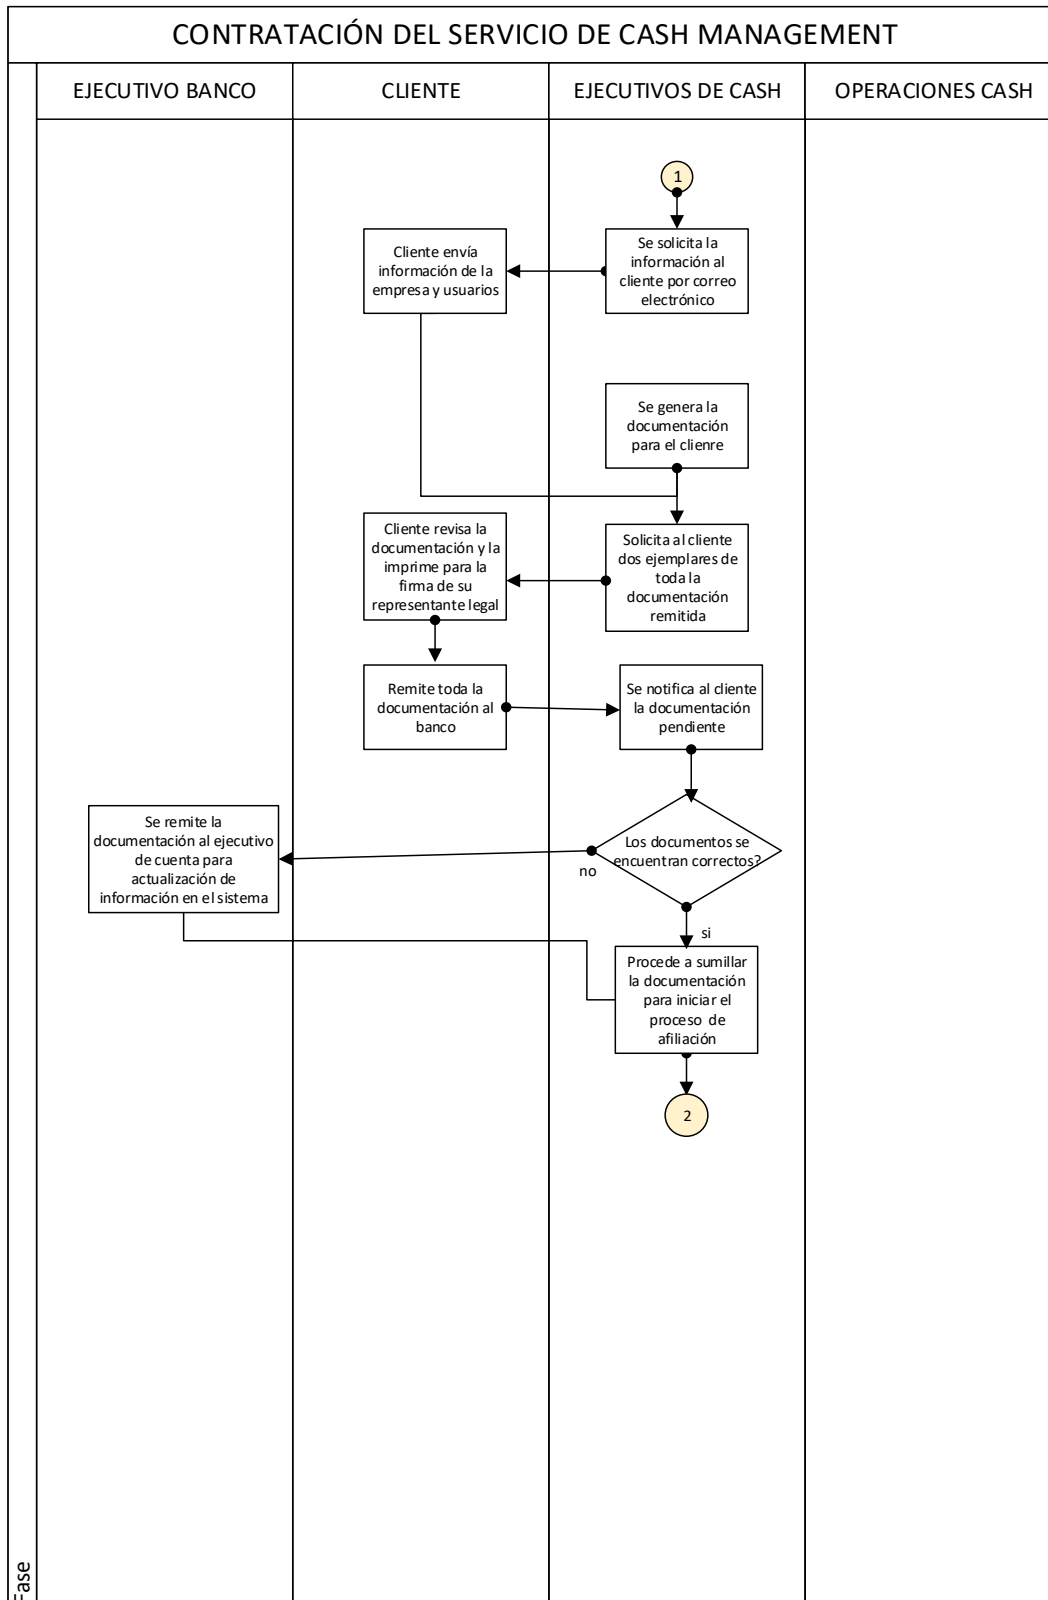 CONTRATACIÓN DEL SERVICIO DE CASH MANAGEMENT
EJECUTIVO BANCO
CLIENTE
EJECUTIVOS DE CASH
OPERACIONES CASH
1
Se solicita la
información al
cliente por correo
electrónico
Cliente envía
información de la
empresa y usuarios
Se genera la
documentación
para el clienre
Solicita al cliente
dos ejemplares de
toda la
documentación
remitida
Cliente revisa la
documentación y la
imprime para la
firma de su
representante legal
Remite toda la
documentación al
banco
Se notifica al cliente
la documentación
pendiente
Los documentos se
encuentran correctos?
no
Se remite la
documentación al ejecutivo
de cuenta para
actualización de
información en el sistema
si
Procede a sumillar
la documentación
para iniciar el
proceso de
afiliación
2
Fase